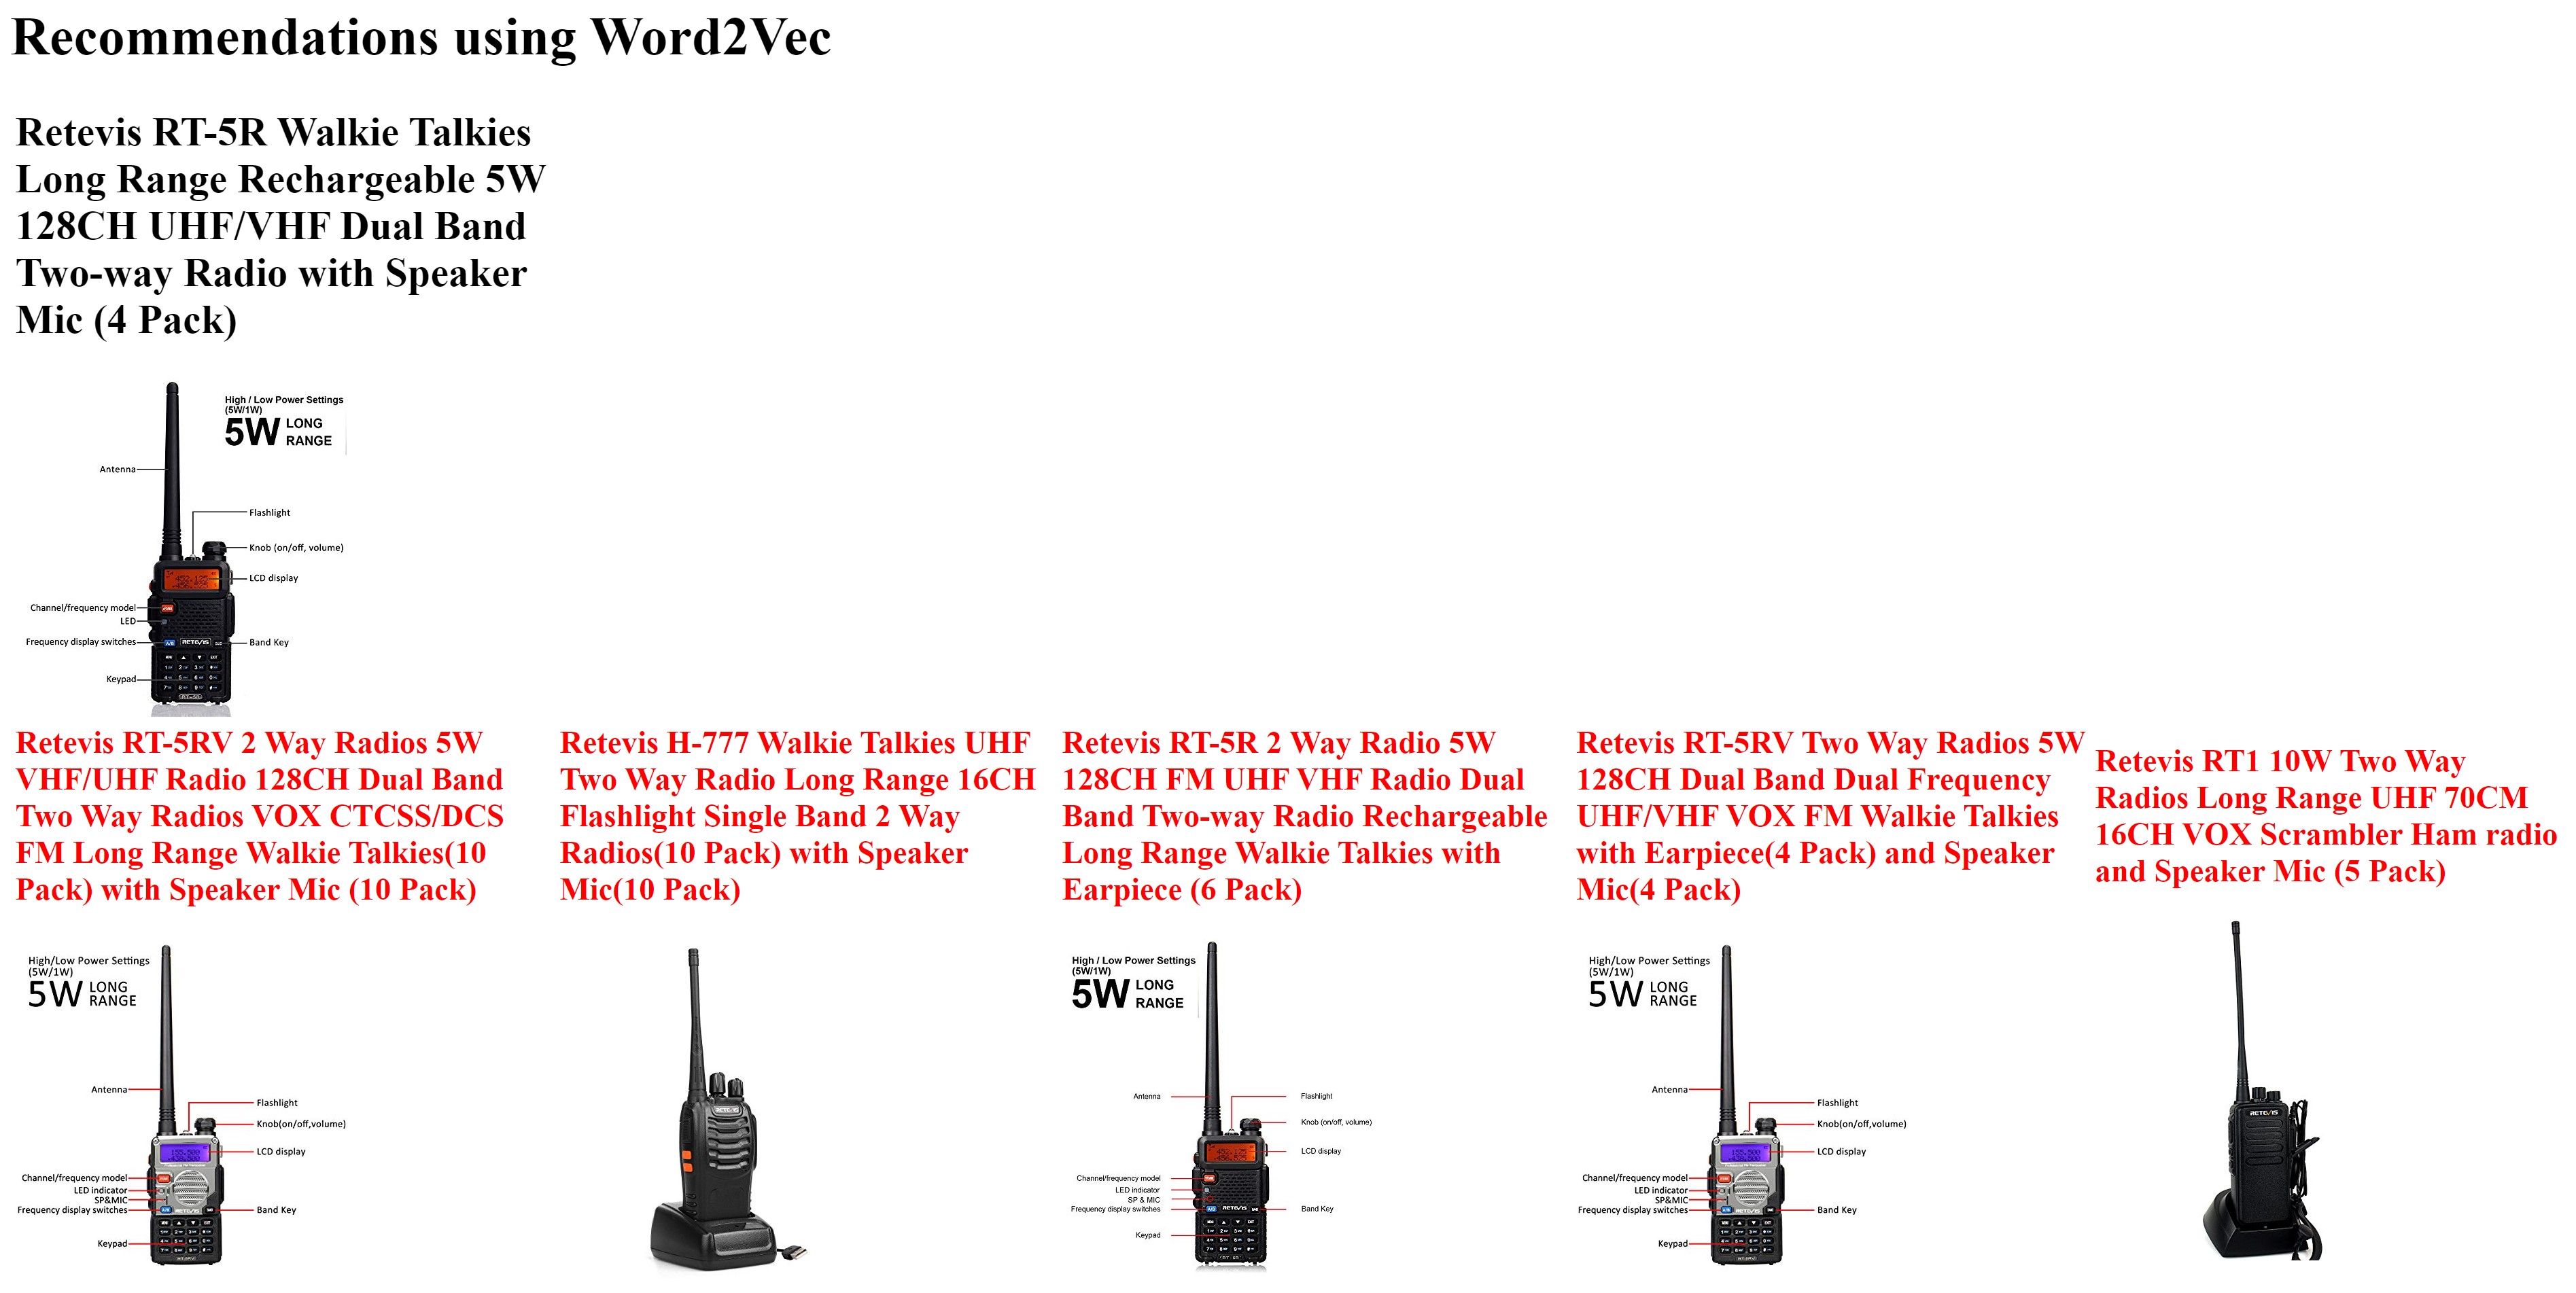 Recommendations using Word2Vec
Retevis RT-5R Walkie Talkies
Long Range Rechargeable 5W
128CH UHF/VHF Dual Band
Two-way Radio with Speaker
Mic (4 Pack)
High / Low Power Settings
(5W/1W)
5W LONG
RANGE
Antenna
Flashlight
Knob (on/off, volume)
LCD display
Channel/frequency model
LED
Frequency display switches
Band Key
RETEVIS
Keypad
Retevis RT-5RV 2 Way Radios 5W
VHF/UHF Radio 128CH Dual Band
Two Way Radios VOX CTCSS/DCS
FM Long Range Walkie Talkies(10
Pack) with Speaker Mic (10 Pack)
High/Low Power Settings
(5W/1W)
5W LONG
RANGE
Antenna
Flashlight
Knob(on/off,volume)
LCD display
Channel/frequency model
LED indicator
SP&MIC
Frequency display switches
Band Key
RETEVIS
Keypad
Retevis H-777 Walkie Talkies UHF
Two Way Radio Long Range 16CH
Flashlight Single Band 2 Way
Radios(10 Pack) with Speaker
Mic(10 Pack)
RETEVIS
Retevis RT-5R 2 Way Radio 5W
128CH FM UHF VHF Radio Dual
Band Two-way Radio Rechargeable
Long Range Walkie Talkies with
Earpiece (6 Pack)
High / Low Power Settings
(5W/1W)
5W LONG
RANGE
Antenna
Flashlight
Knob (on/off, volume)
LCD display
Channel/frequency model
LED indicator
SP & MIC
Frequency display switches
Band Key
RETEVIS
Keypad
Retevis RT-5RV Two Way Radios 5W
128CH Dual Band Dual Frequency
UHF/VHF VOX FM Walkie Talkies
with Earpiece(4 Pack) and Speaker
Mic(4 Pack)
High/Low Power Settings
(5W/1W)
5W LONG
RANGE
Antenna
Flashlight
Knob(on/off,volume)
LCD display
Channel/frequency model
LED indicator
SP&MIC
Frequency display switches
Band Key
RETEVIS
Keypad
Retevis RT1 10W Two Way
Radios Long Range UHF 70CM
16CH VOX Scrambler Ham radio
and Speaker Mic (5 Pack)
RETEVIS